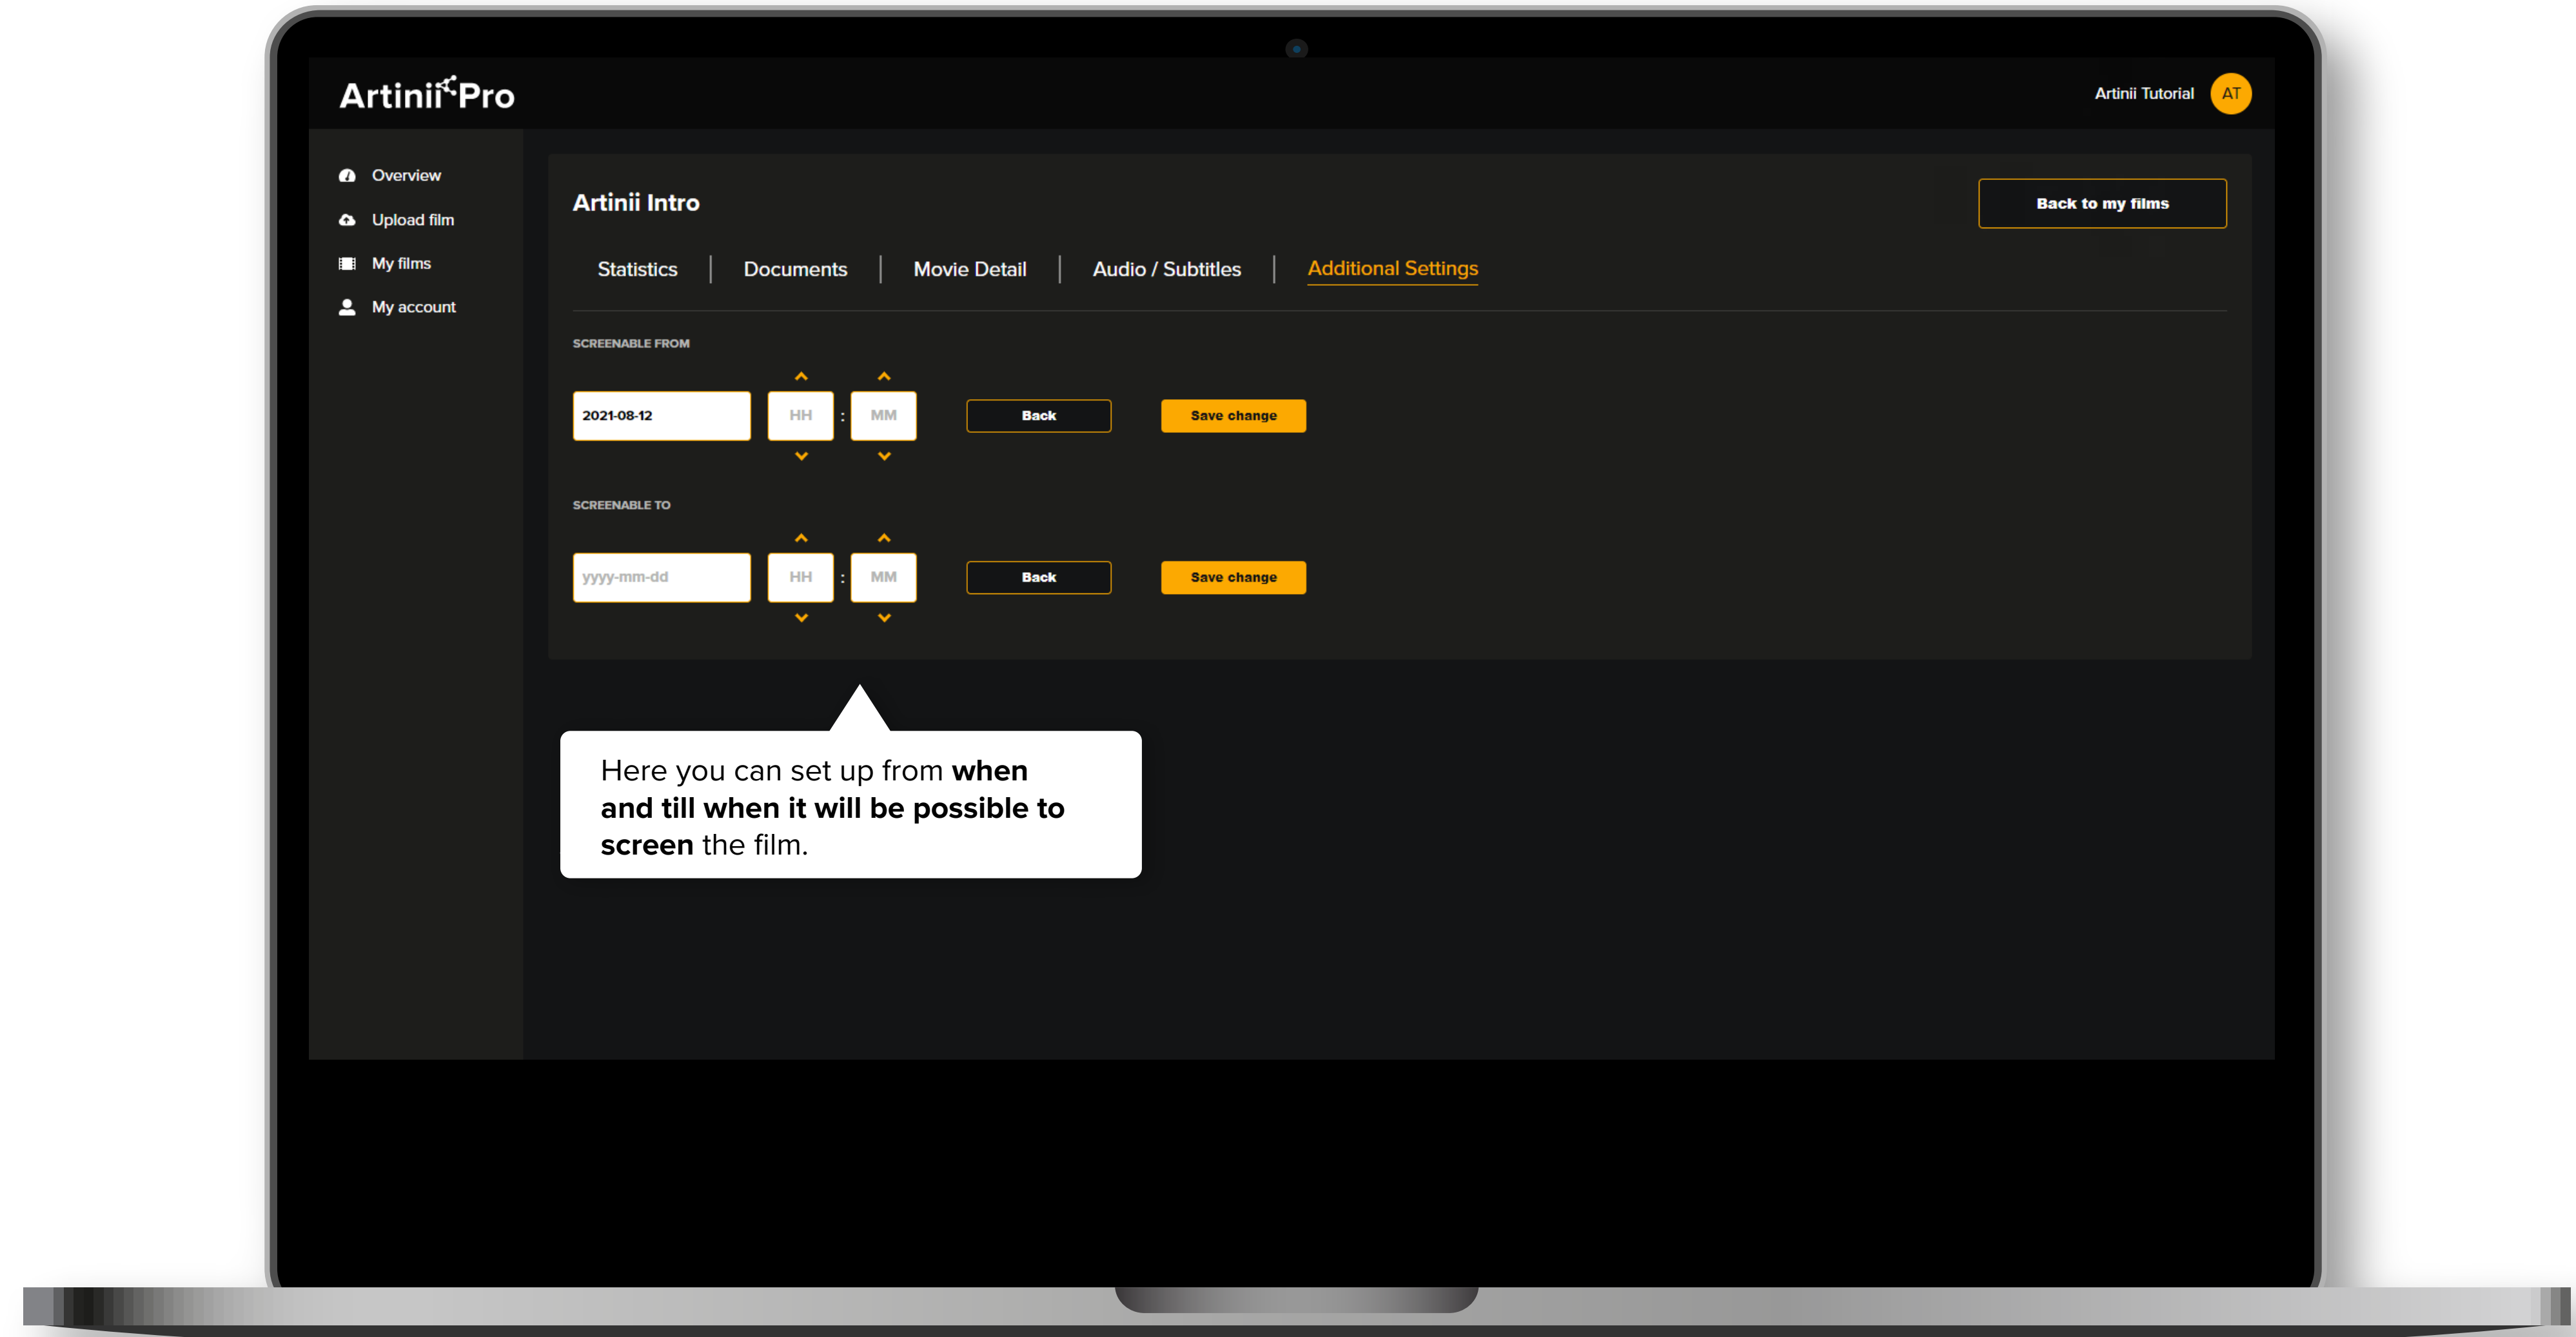 Artinii Pro
Artinii Tutorial AT
Overview
Upload film
My films
My account
Artinii Intro
Back to my films
Statistics | Documents | Movie Detail | Audio / Subtitles | Additional Settings
SCREENABLE FROM
2021-08-12 HH : MM Back Save change
SCREENABLE TO
yyyy-mm-dd HH : MM Back Save change
Here you can set up from when
and till when it will be possible to
screen the film.